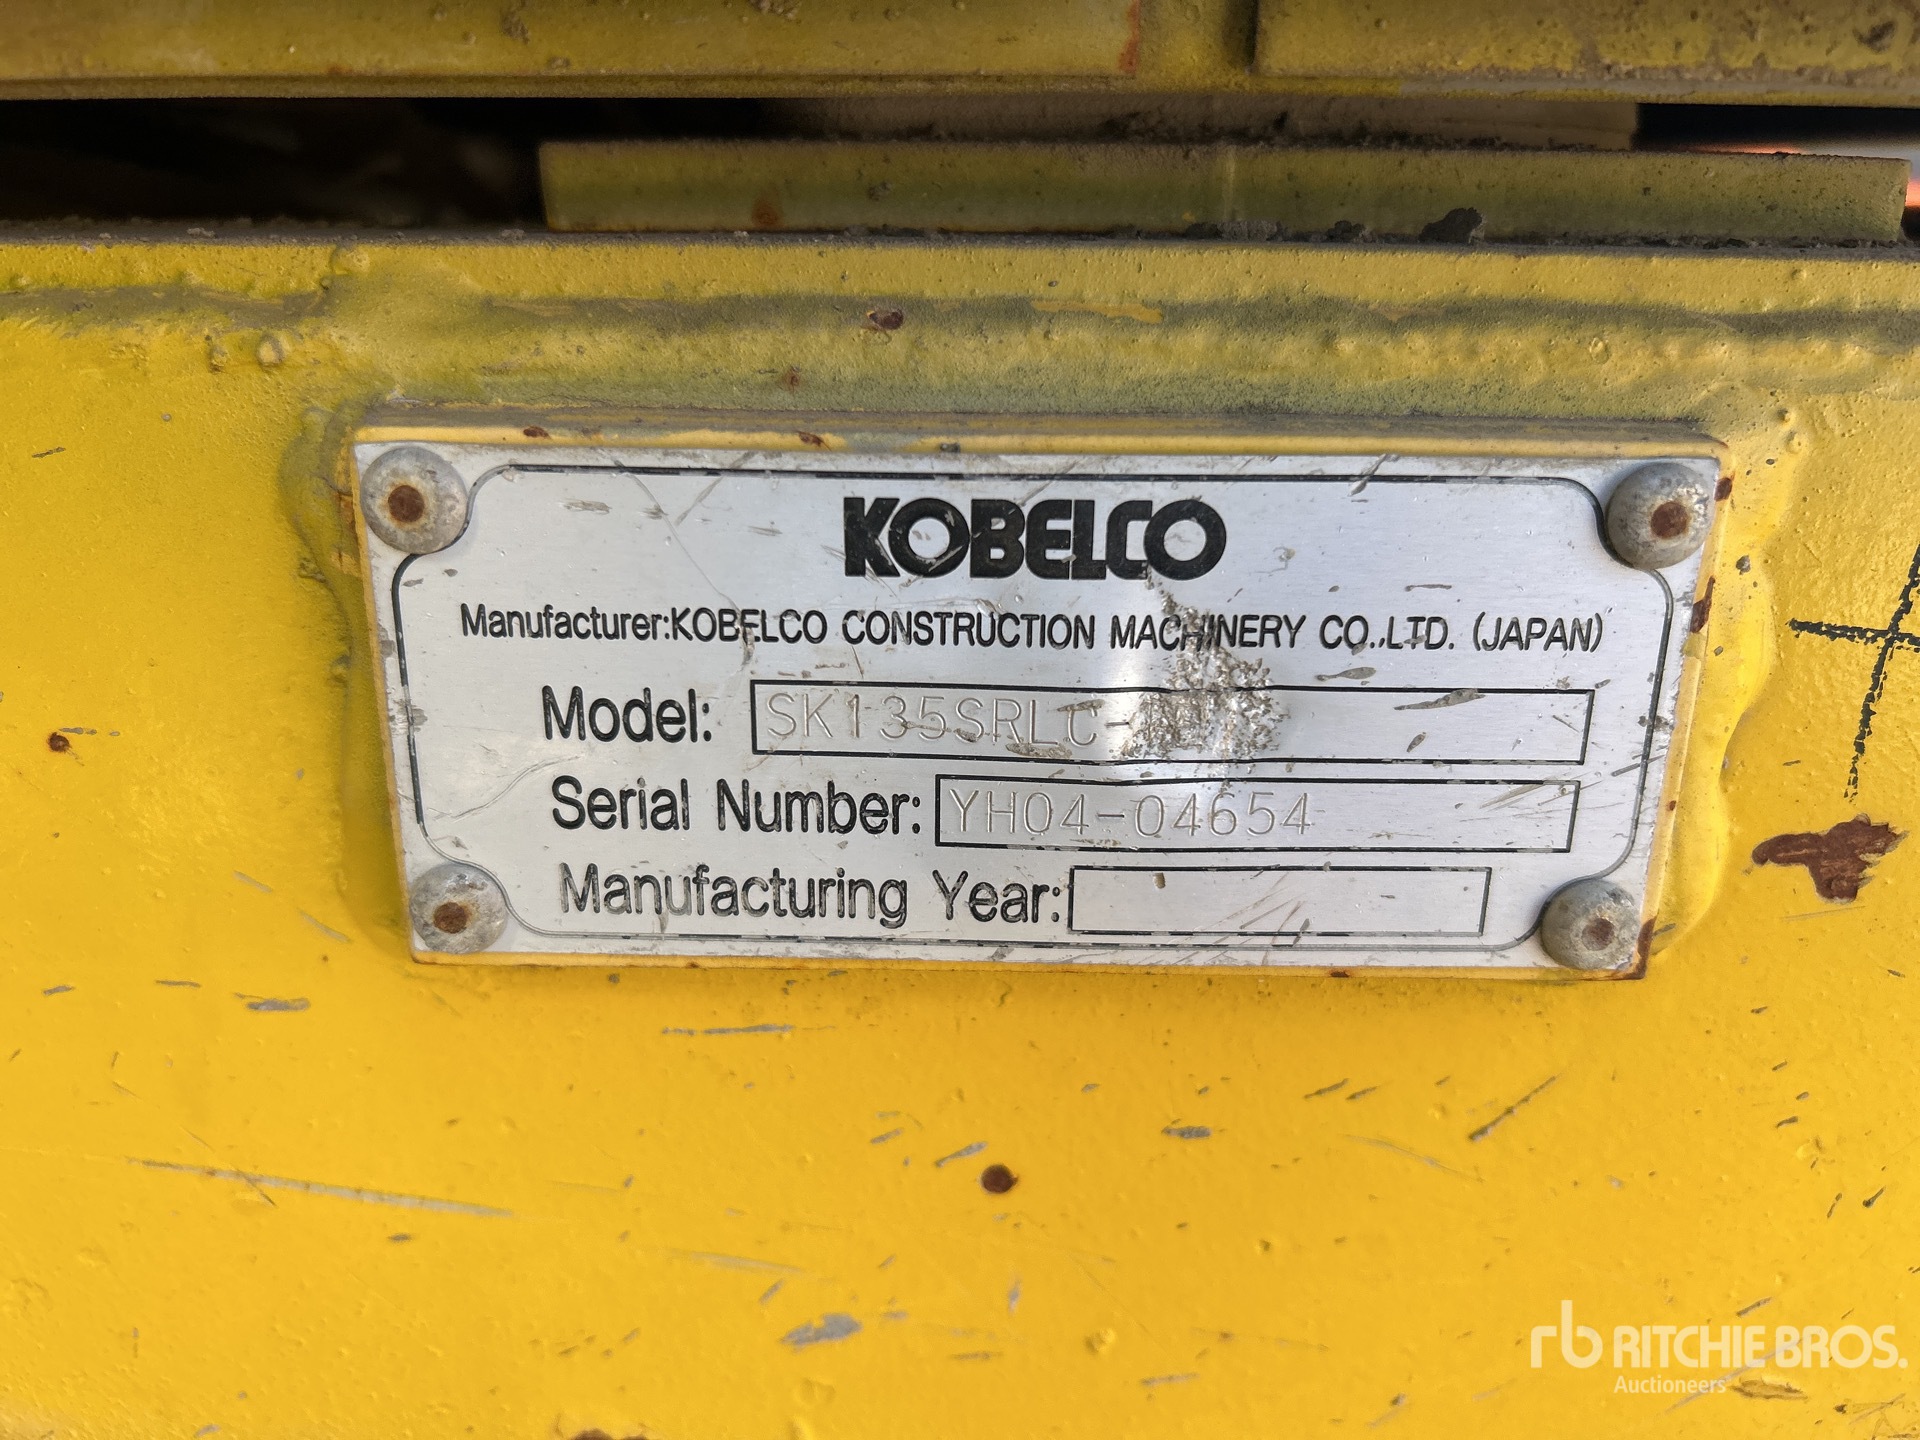 KOBELCO
Manufacturer:KOBELCO CONSTRUCTION MACHINERY CO.,LTD. (JAPAN)
Model: SK135SRLC-
Serial Number: YH04-04654
Manufacturing Year:
rb RITCHIE BROS.
Auctioneers